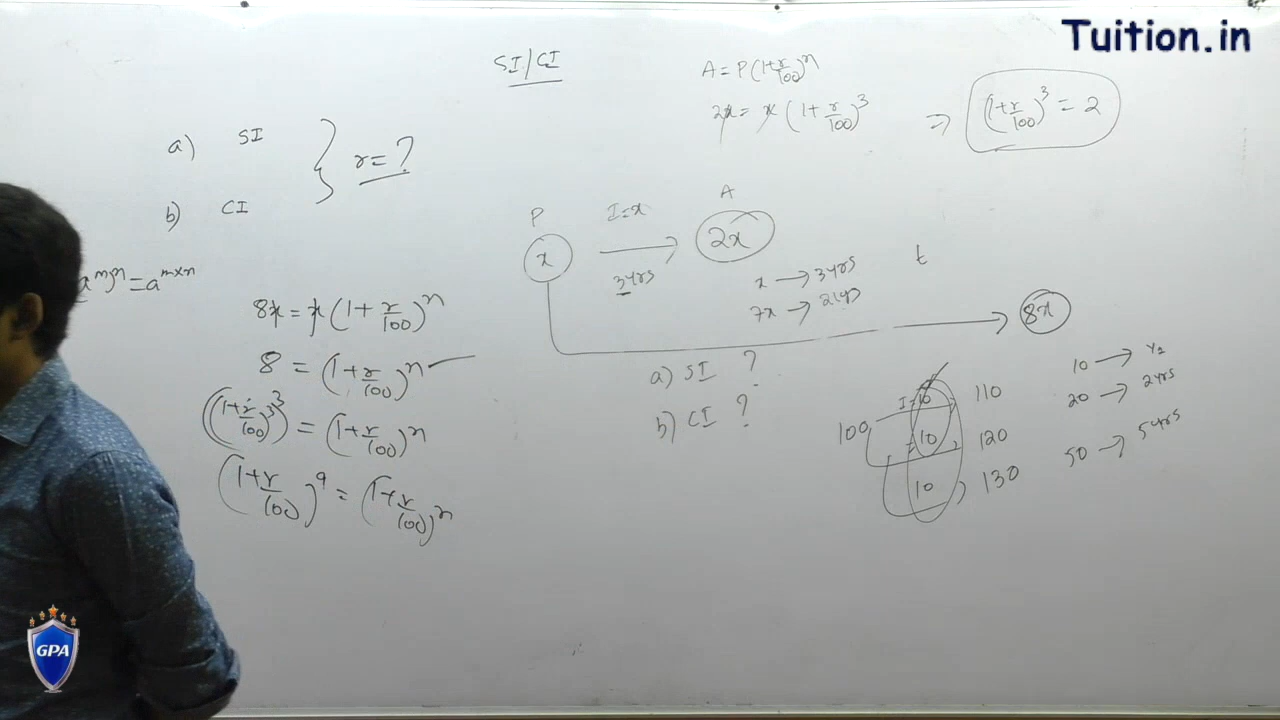 Tuition.in
SI/CI
A = P(1+r/100)^n
2x = x(1+r/100)^3
⇒ (1+r/100)^3 = 2
a) SI
b) CI
r = ?
a^m)^n = a^m×n
8x = x(1+r/100)^n
8 = (1+r/100)^n
((1+r/100)^3)^3 = (1+r/100)^n
(1+r/100)^9 = (1+r/100)^n
P
I=x
A
x
3yrs
2x
x → 3yrs
7x → 21yrs
t
8x
a) SI ?
b) CI ?
100
I=10 110
10 120
10 130
10 →
20 → 2yrs
50 → 5yrs
GPA